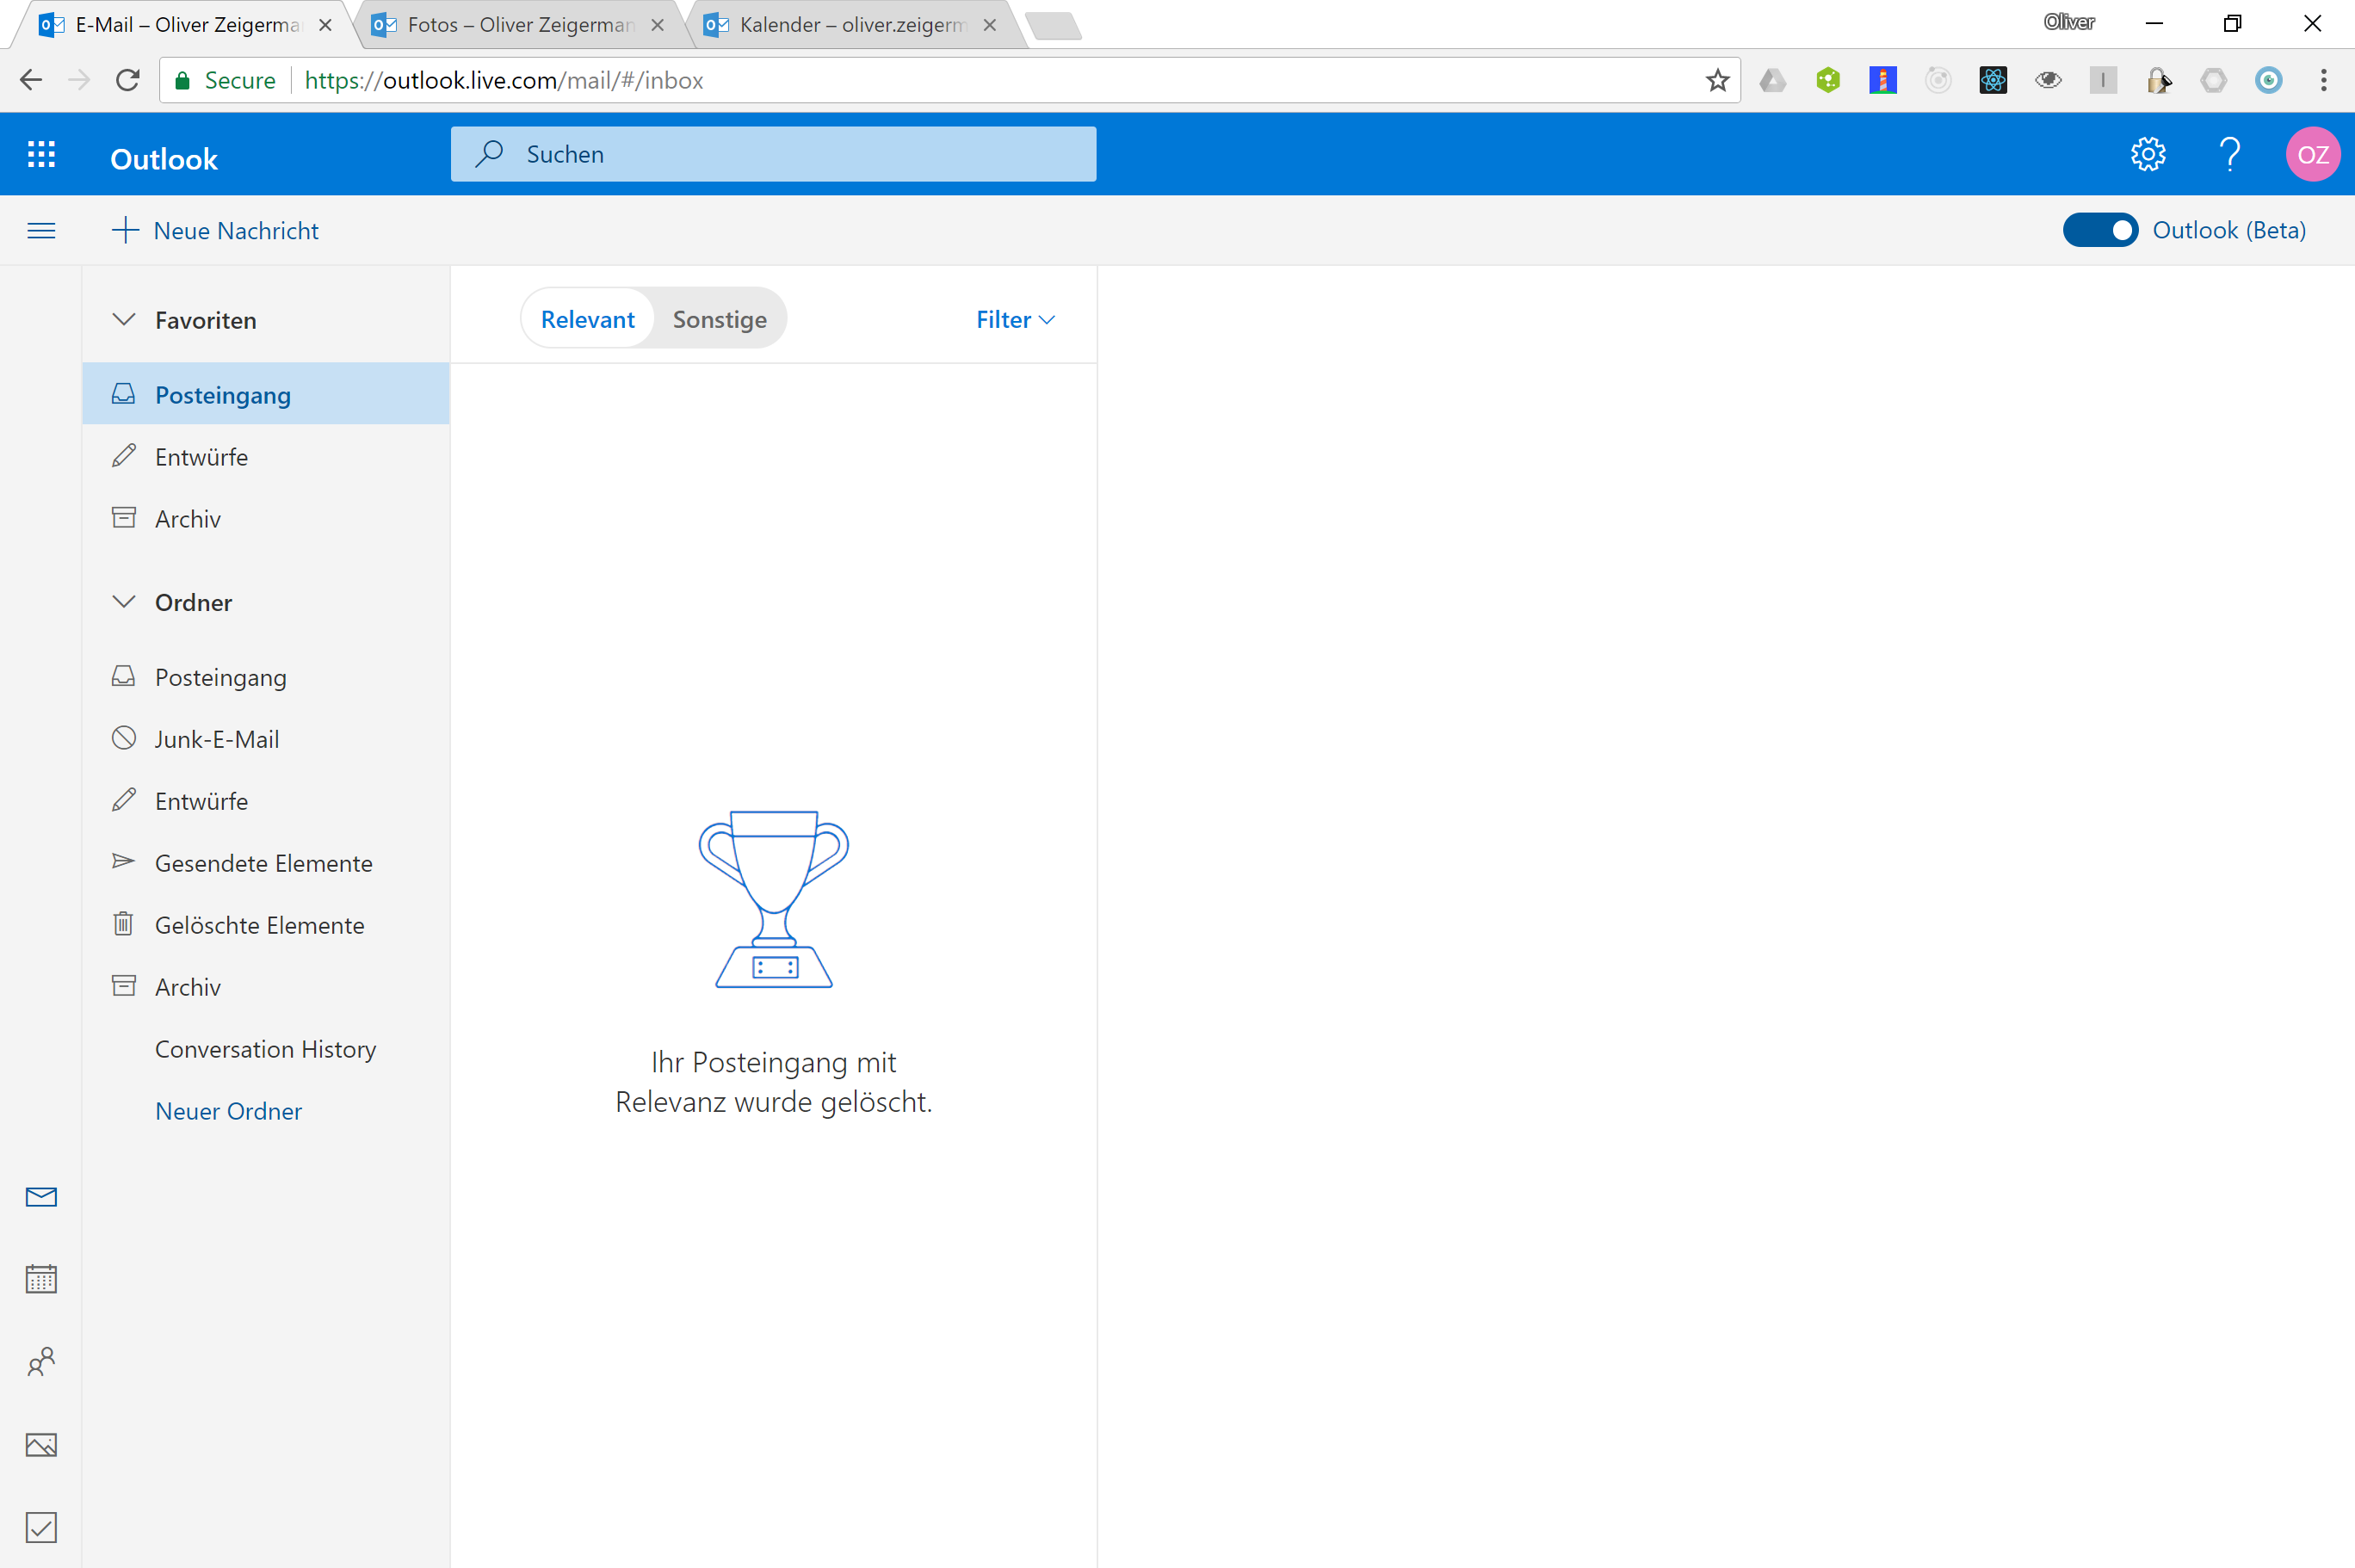 E-Mail – Oliver Zeigerma
Fotos – Oliver Zeigerman
Kalender – oliver.zeigerm
Oliver
Secure
https://outlook.live.com/mail/#/inbox
Outlook
Suchen
OZ
Neue Nachricht
Outlook (Beta)
Favoriten
Posteingang
Entwürfe
Archiv
Ordner
Posteingang
Junk-E-Mail
Entwürfe
Gesendete Elemente
Gelöschte Elemente
Archiv
Conversation History
Neuer Ordner
Relevant
Sonstige
Filter
Ihr Posteingang mit
Relevanz wurde gelöscht.